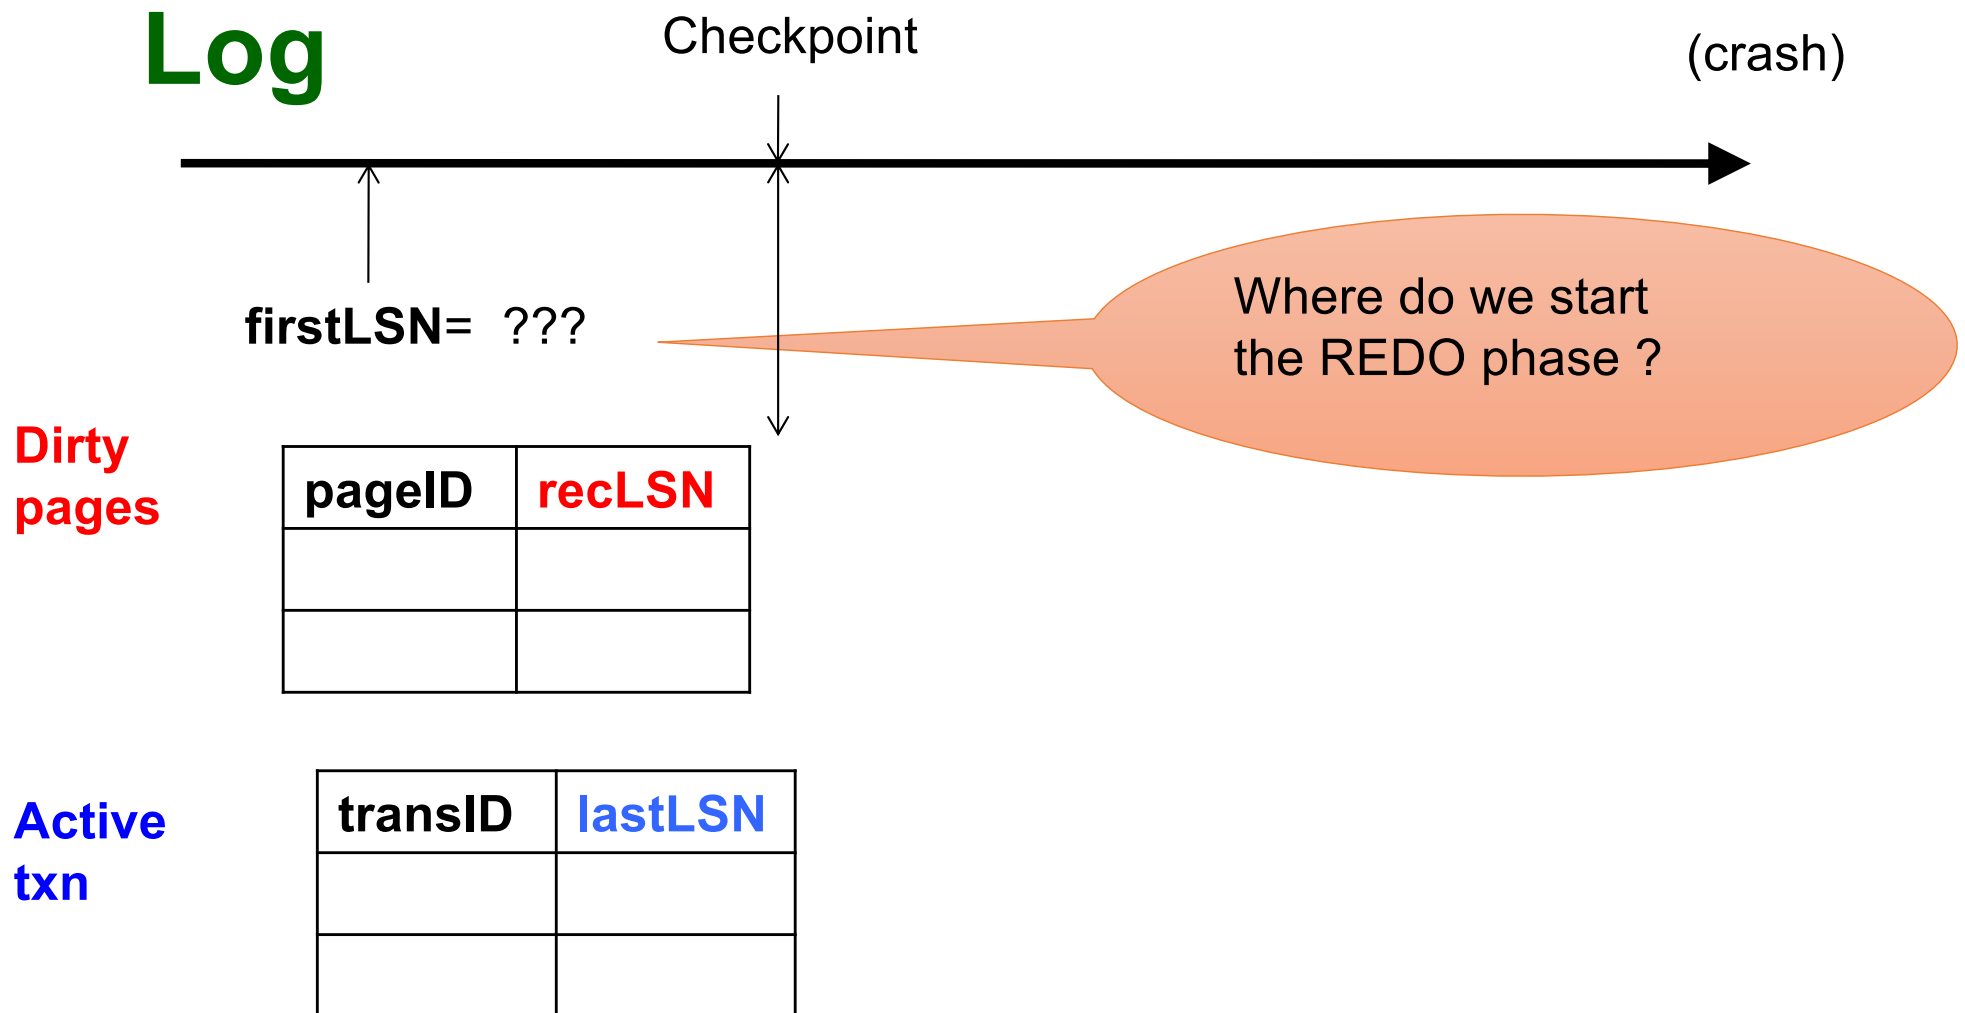 Log
Checkpoint
(crash)
firstLSN= ???
Where do we start
the REDO phase ?
Dirty
pages
pageID recLSN
Active
txn
transID lastLSN